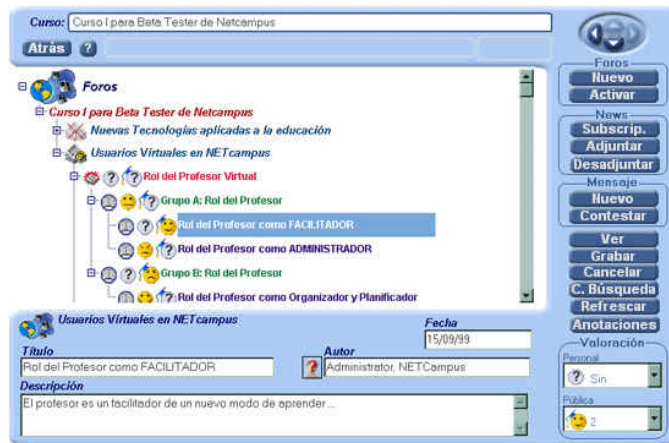 Curso: Curso I para Beta Tester de Netcampus
Atrás ?
Foros
Curso I para Beta Tester de Netcampus
Nuevas Tecnologías aplicadas a la educación
Usuarios Virtuales en NETcampus
Rol del Profesor Virtual
Grupo A: Rol del Profesor
Rol del Profesor como FACILITADOR
Rol del Profesor como ADMINISTRADOR
Grupo B: Rol del Profesor
Rol del Profesor como Organizador y Planificador
Usuarios Virtuales en NETcampus
Fecha
15/09/99
Título
Rol del Profesor como FACILITADOR
Autor
?
Administrator, NETCampus
Descripción
El profesor es un facilitador de un nuevo modo de aprender ...
Foros
Nuevo
Activar
News
Subscrip.
Adjuntar
Desadjuntar
Mensaje
Nuevo
Contestar
Ver
Grabar
Cancelar
C. Búsqueda
Refrescar
Anotaciones
Valoración
Personal
? Sin
Pública
2